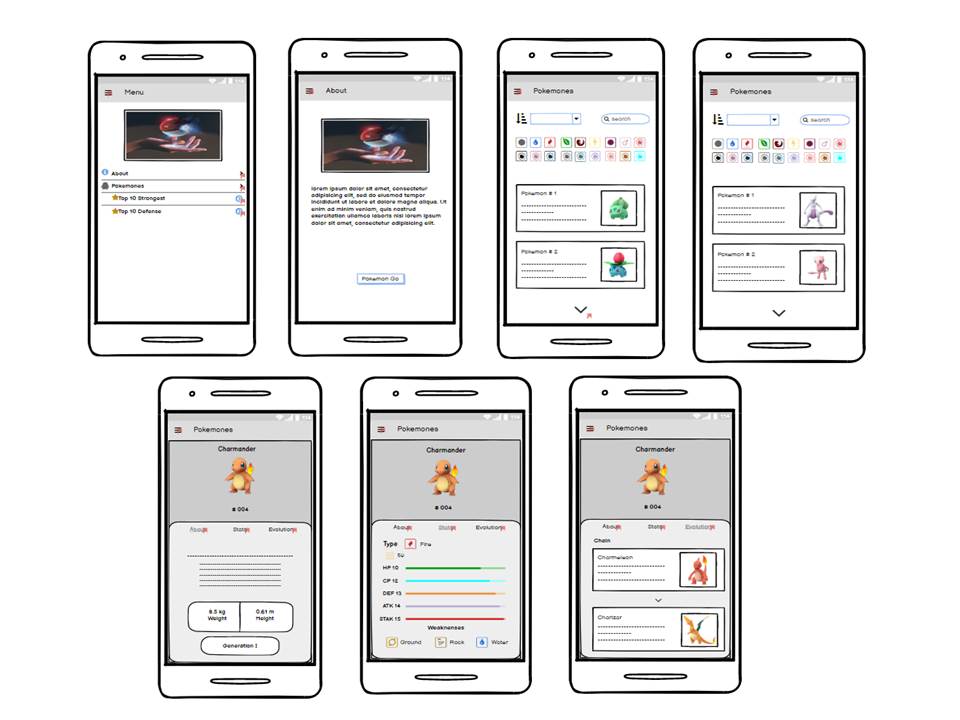 Menu
About
Pokemones
Top 10 Strongest
Top 10 Defense
About
lorem ipsum dolor sit amet, consectetur
adipisicing elit, sed do eiusmod tempor
incididunt ut labore et dolore magna aliqua. Ut
enim ad minim veniam, quis nostrud
exercitation ullamco laboris nisi lorem ipsum
dolor sit amet, consectetur adipisicing elit.
Pokemon Go
Pokemones
search
Pokemon # 1
Pokemon # 2
Pokemones
search
Pokemon # 1
Pokemon # 2
Pokemones
Charmander
# 004
About Stats Evolution
8.5 kg 0.61 m
Weight Height
Generation I
Pokemones
Charmander
# 004
About Stats Evolution
Type Fire
HP 10
CP 12
DEF 13
ATK 14
STAK 15
Weaknesses
Ground Rock Water
Pokemones
Charmander
# 004
About Stats Evolution
Chain
Charmeleon
Charizar